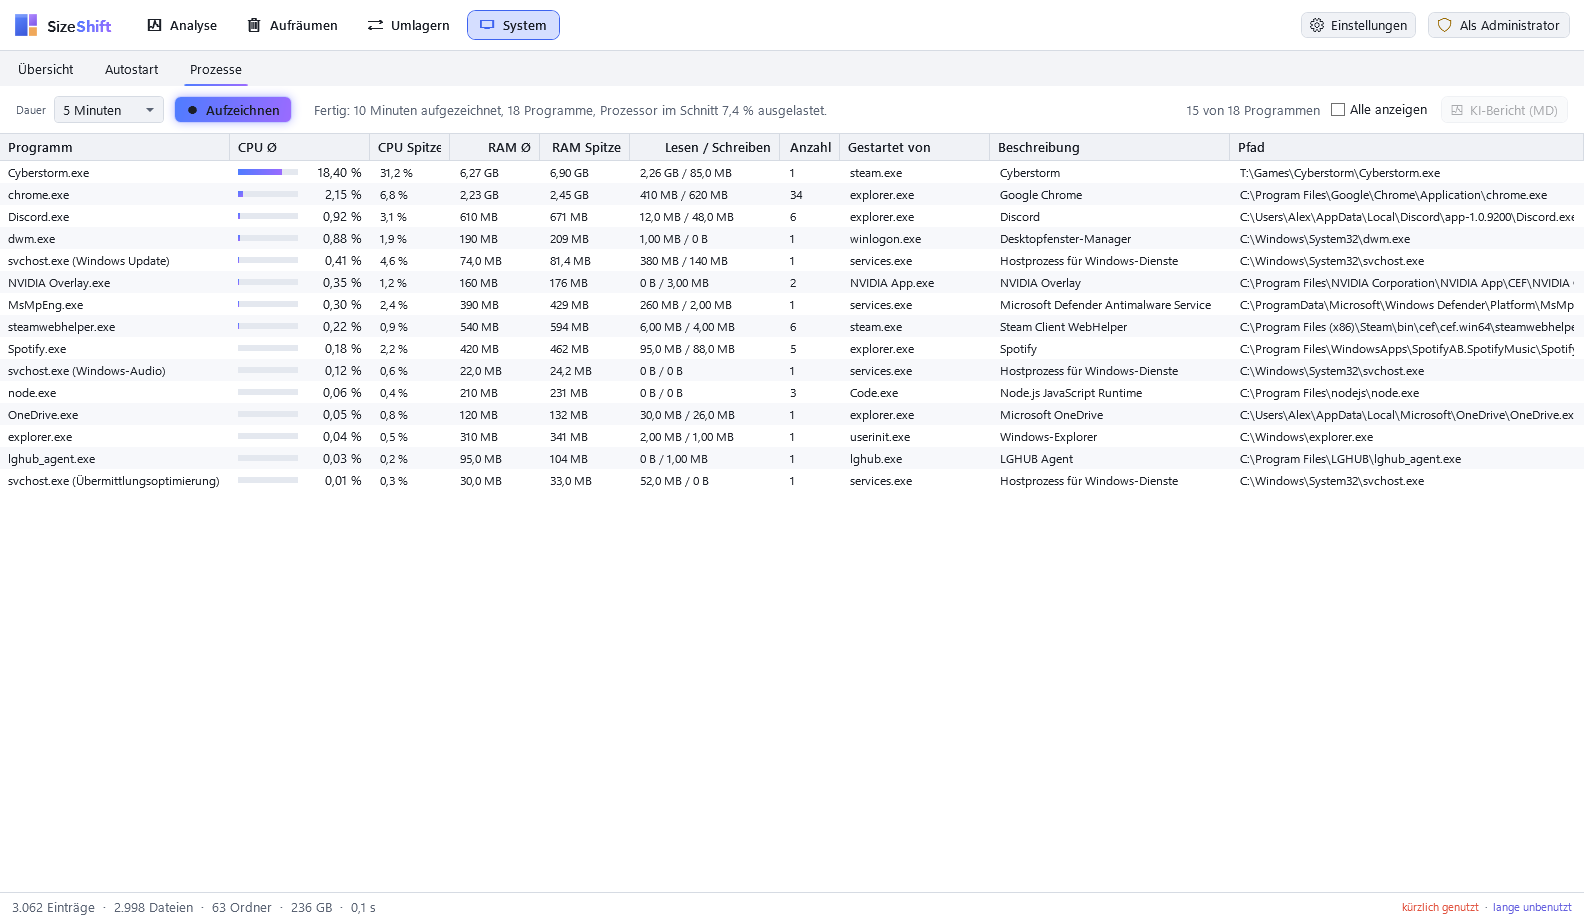 SizeShift Analyse Aufräumen Umlagern System Einstellungen Als Administrator
Übersicht Autostart Prozesse
Dauer 5 Minuten Aufzeichnen Fertig: 10 Minuten aufgezeichnet, 18 Programme, Prozessor im Schnitt 7,4 % ausgelastet. 15 von 18 Programmen Alle anzeigen KI-Bericht (MD)
Programm CPU Ø CPU Spitze RAM Ø RAM Spitze Lesen / Schreiben Anzahl Gestartet von Beschreibung Pfad
Cyberstorm.exe 18,40 % 31,2 % 6,27 GB 6,90 GB 2,26 GB / 85,0 MB 1 steam.exe Cyberstorm T:\Games\Cyberstorm\Cyberstorm.exe
chrome.exe 2,15 % 6,8 % 2,23 GB 2,45 GB 410 MB / 620 MB 34 explorer.exe Google Chrome C:\Program Files\Google\Chrome\Application\chrome.exe
Discord.exe 0,92 % 3,1 % 610 MB 671 MB 12,0 MB / 48,0 MB 6 explorer.exe Discord C:\Users\Alex\AppData\Local\Discord\app-1.0.9200\Discord.exe
dwm.exe 0,88 % 1,9 % 190 MB 209 MB 1,00 MB / 0 B 1 winlogon.exe Desktopfenster-Manager C:\Windows\System32\dwm.exe
svchost.exe (Windows Update) 0,41 % 4,6 % 74,0 MB 81,4 MB 380 MB / 140 MB 1 services.exe Hostprozess für Windows-Dienste C:\Windows\System32\svchost.exe
NVIDIA Overlay.exe 0,35 % 1,2 % 160 MB 176 MB 0 B / 3,00 MB 2 NVIDIA App.exe NVIDIA Overlay C:\Program Files\NVIDIA Corporation\NVIDIA App\CEF\NVIDIA
MsMpEng.exe 0,30 % 2,4 % 390 MB 429 MB 260 MB / 2,00 MB 1 services.exe Microsoft Defender Antimalware Service C:\ProgramData\Microsoft\Windows Defender\Platform\MsMp
steamwebhelper.exe 0,22 % 0,9 % 540 MB 594 MB 6,00 MB / 4,00 MB 6 steam.exe Steam Client WebHelper C:\Program Files (x86)\Steam\bin\cef\cef.win64\steamwebhelpe
Spotify.exe 0,18 % 2,2 % 420 MB 462 MB 95,0 MB / 88,0 MB 5 explorer.exe Spotify C:\Program Files\WindowsApps\SpotifyAB.SpotifyMusic\Spotify
svchost.exe (Windows-Audio) 0,12 % 0,6 % 22,0 MB 24,2 MB 0 B / 0 B 1 services.exe Hostprozess für Windows-Dienste C:\Windows\System32\svchost.exe
node.exe 0,06 % 0,4 % 210 MB 231 MB 0 B / 0 B 3 Code.exe Node.js JavaScript Runtime C:\Program Files\nodejs\node.exe
OneDrive.exe 0,05 % 0,8 % 120 MB 132 MB 30,0 MB / 26,0 MB 1 explorer.exe Microsoft OneDrive C:\Users\Alex\AppData\Local\Microsoft\OneDrive\OneDrive.ex
explorer.exe 0,04 % 0,5 % 310 MB 341 MB 2,00 MB / 1,00 MB 1 userinit.exe Windows-Explorer C:\Windows\explorer.exe
lghub_agent.exe 0,03 % 0,2 % 95,0 MB 104 MB 0 B / 1,00 MB 1 lghub.exe LGHUB Agent C:\Program Files\LGHUB\lghub_agent.exe
svchost.exe (Übermittlungsoptimierung) 0,01 % 0,3 % 30,0 MB 33,0 MB 52,0 MB / 0 B 1 services.exe Hostprozess für Windows-Dienste C:\Windows\System32\svchost.exe
3.062 Einträge · 2.998 Dateien · 63 Ordner · 236 GB · 0,1 s kürzlich genutzt · lange unbenutzt